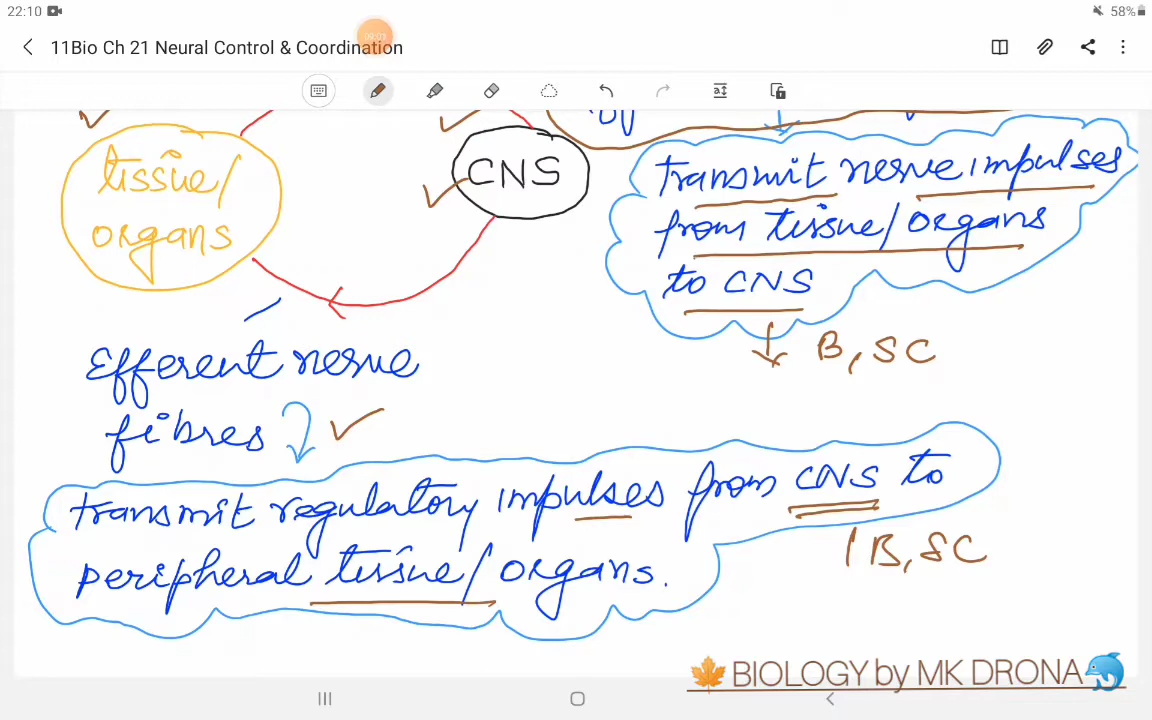 22:10
58%
11Bio Ch 21 Neural Control & Coordination
tissue/
organs
CNS
transmit nerve impulses
from tissue/organs
to CNS
B, SC
Efferent nerve
fibres
transmit regulatory impulses from CNS to
B, SC
peripheral tissue/organs.
BIOLOGY by MK DRONA